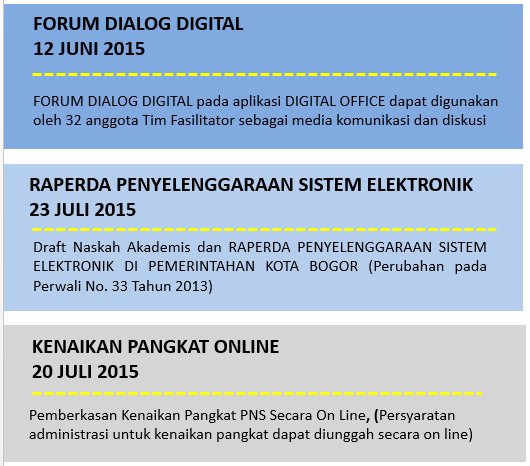 FORUM DIALOG DIGITAL
12 JUNI 2015
FORUM DIALOG DIGITAL pada aplikasi DIGITAL OFFICE dapat digunakan
oleh 32 anggota Tim Fasilitator sebagai media komunikasi dan diskusi
RAPERDA PENYELENGGARAAN SISTEM ELEKTRONIK
23 JULI 2015
Draft Naskah Akademis dan RAPERDA PENYELENGGARAAN SISTEM
ELEKTRONIK DI PEMERINTAHAN KOTA BOGOR (Perubahan pada
Perwali No. 33 Tahun 2013)
KENAIKAN PANGKAT ONLINE
20 JULI 2015
Pemberkasan Kenaikan Pangkat PNS Secara On Line, (Persyaratan
administrasi untuk kenaikan pangkat dapat diunggah secara on line)